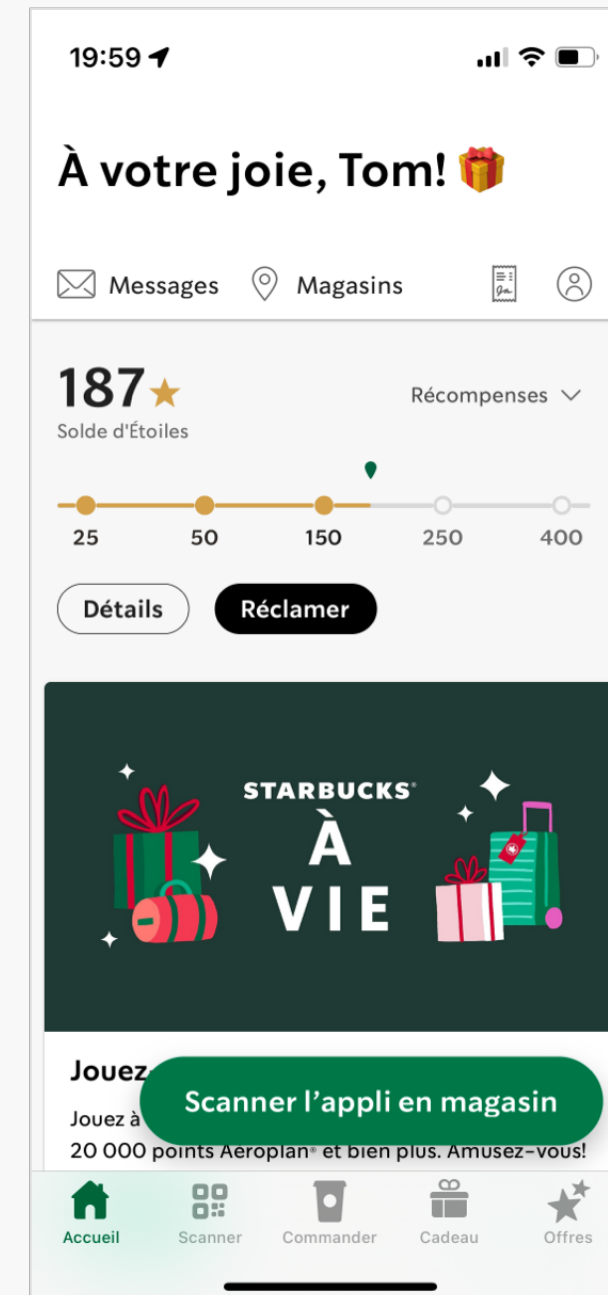 19:59
À votre joie, Tom!
Messages Magasins
187
Récompenses
Solde d'Étoiles
25 50 150 250 400
Détails Réclamer
STARBUCKS®
À
VIE
Jouez
Scanner l’appli en magasin
Jouez à
20 000 points Aéroplan® et bien plus. Amusez-vous!
Accueil Scanner Commander Cadeau Offres